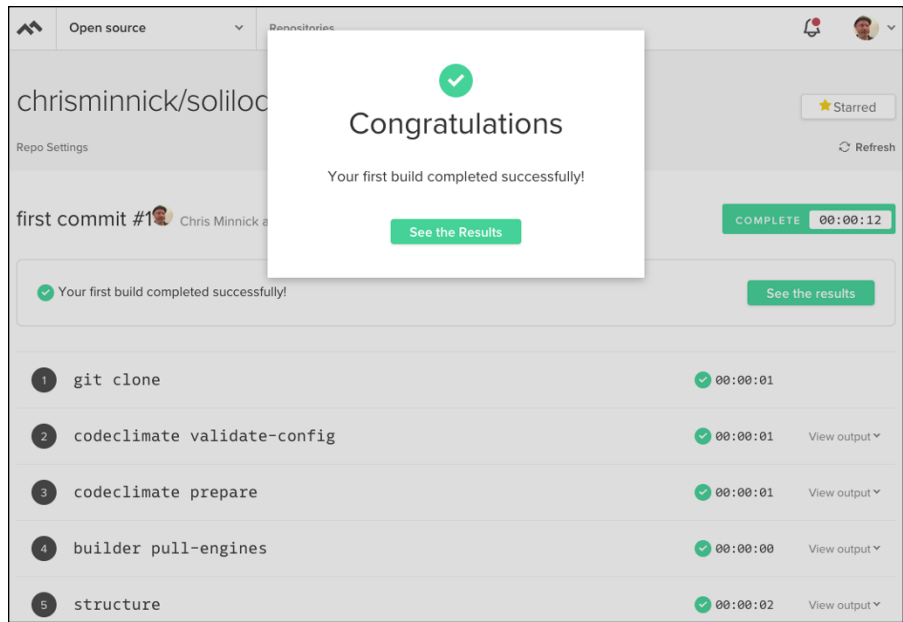 Open source
Repositories
chrisminnick/soliloq
Starred
Repo Settings
Refresh
Congratulations
Your first build completed successfully!
See the Results
first commit #1
Chris Minnick a
COMPLETE 00:00:12
Your first build completed successfully!
See the results
1 git clone 00:00:01
2 codeclimate validate-config 00:00:01 View output
3 codeclimate prepare 00:00:01 View output
4 builder pull-engines 00:00:00 View output
5 structure 00:00:02 View output